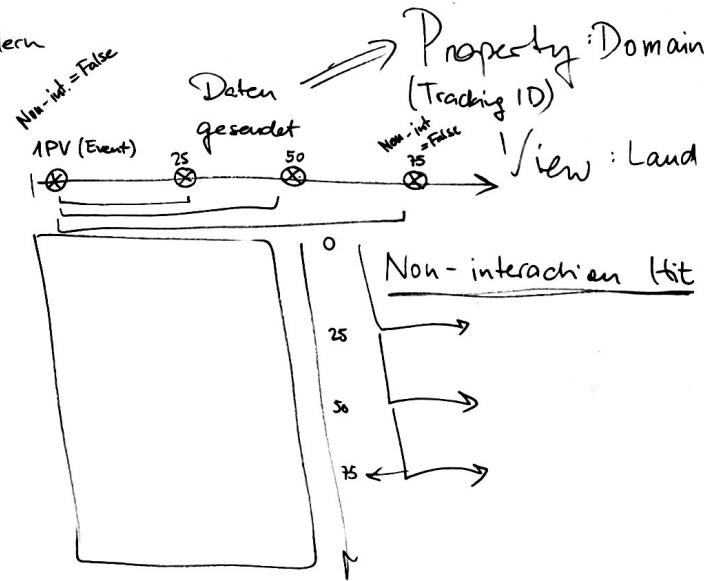 Non-int. = False
Daten
gesendet
Property : Domain
(Tracking ID)
View : Land
1PV (Event)
25
50
Non-int
= False
75
0
Non-interaction Hit
25
50
75